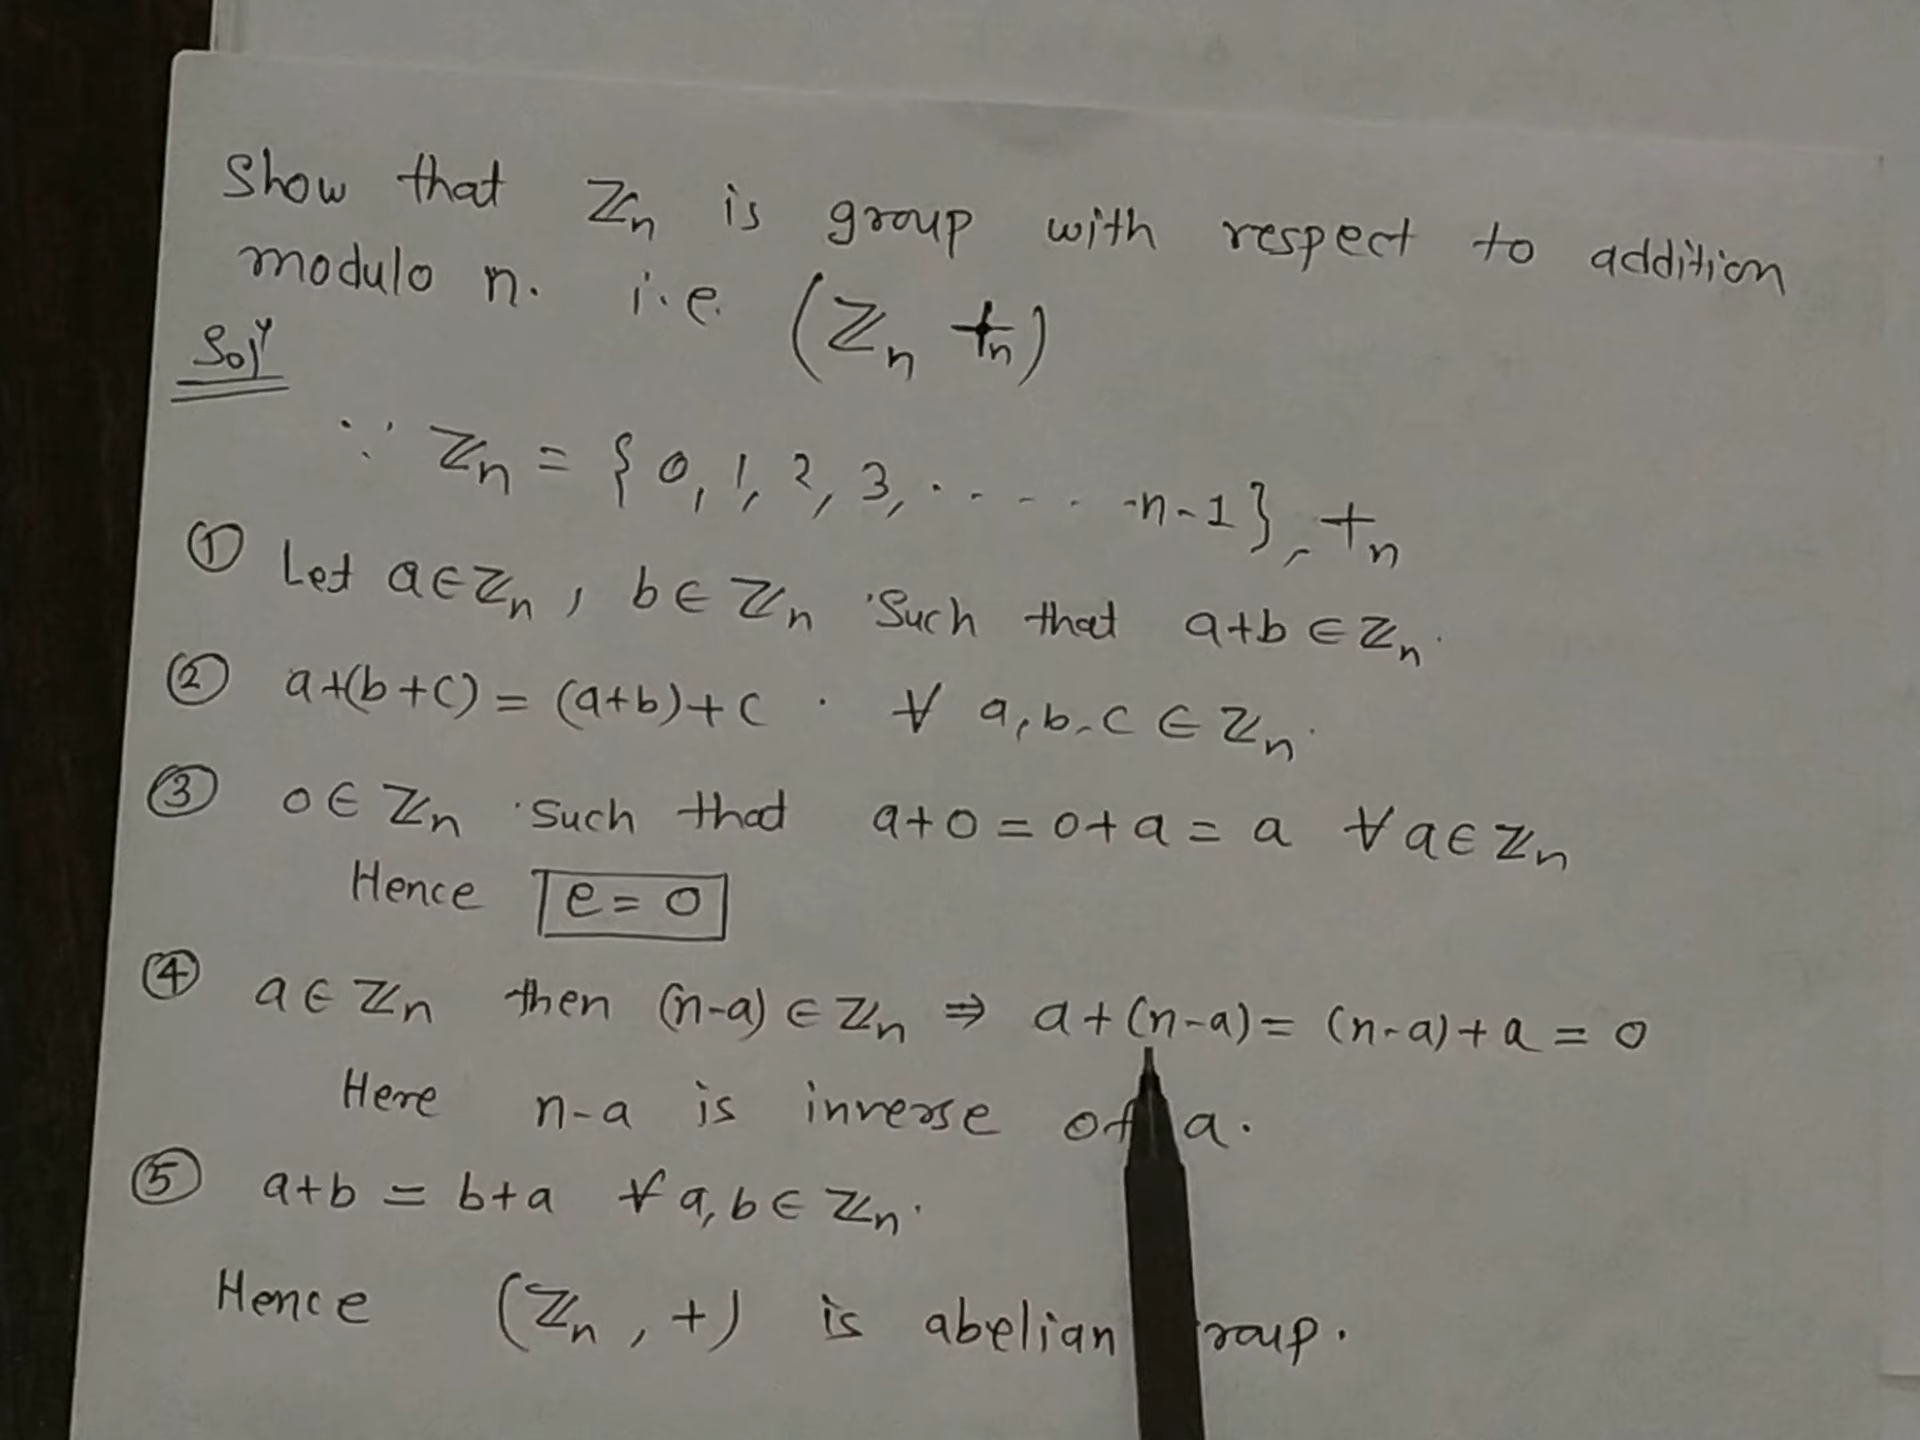 Show that ℤn is group with respect to addition
modulo n. i.e. (ℤn +n)
Solⁿ
∵ ℤn = {0, 1, 2, 3, . . . . . -n-1}, +n
① Let a∈ℤn, b∈ℤn Such that a+b∈ℤn.
② a+(b+c) = (a+b)+c . ∀ a,b,c ∈ ℤn.
③ 0∈ℤn such that a+0=0+a=a ∀a∈ℤn
Hence e=0
④ a∈ℤn then (n-a)∈ℤn ⇒ a+(n-a)= (n-a)+a=0
Here n-a is inverse of a.
⑤ a+b = b+a ∀a,b∈ℤn.
Hence (ℤn, +) is abelian roup.